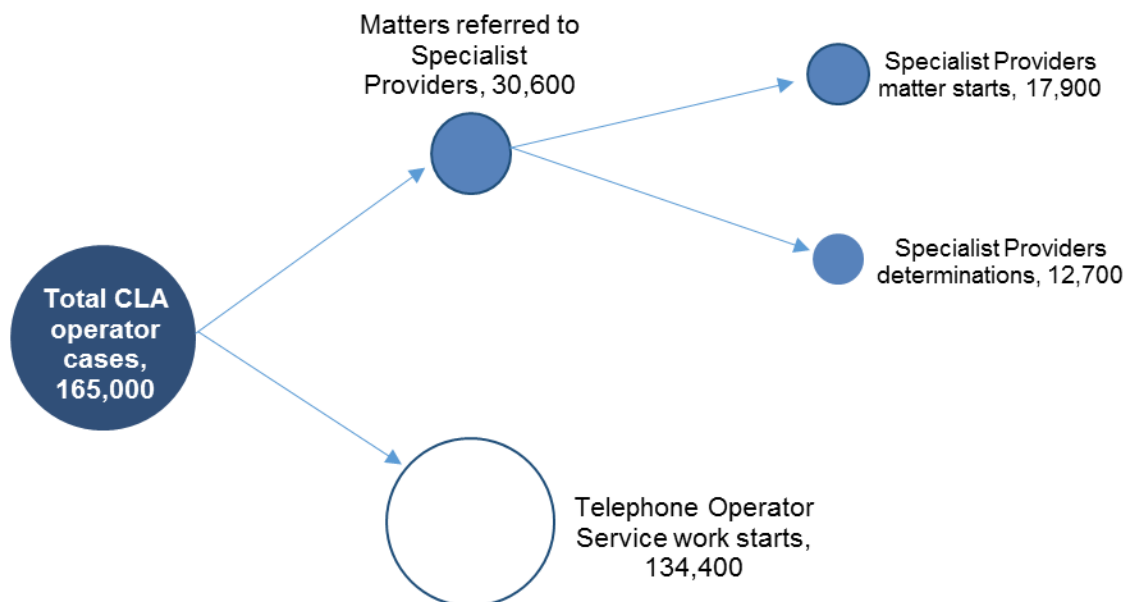 Matters referred to
Specialist
Providers, 30,600
Specialist Providers
matter starts, 17,900
Specialist Providers
determinations, 12,700
Total CLA
operator
cases,
165,000
Telephone Operator
Service work starts,
134,400